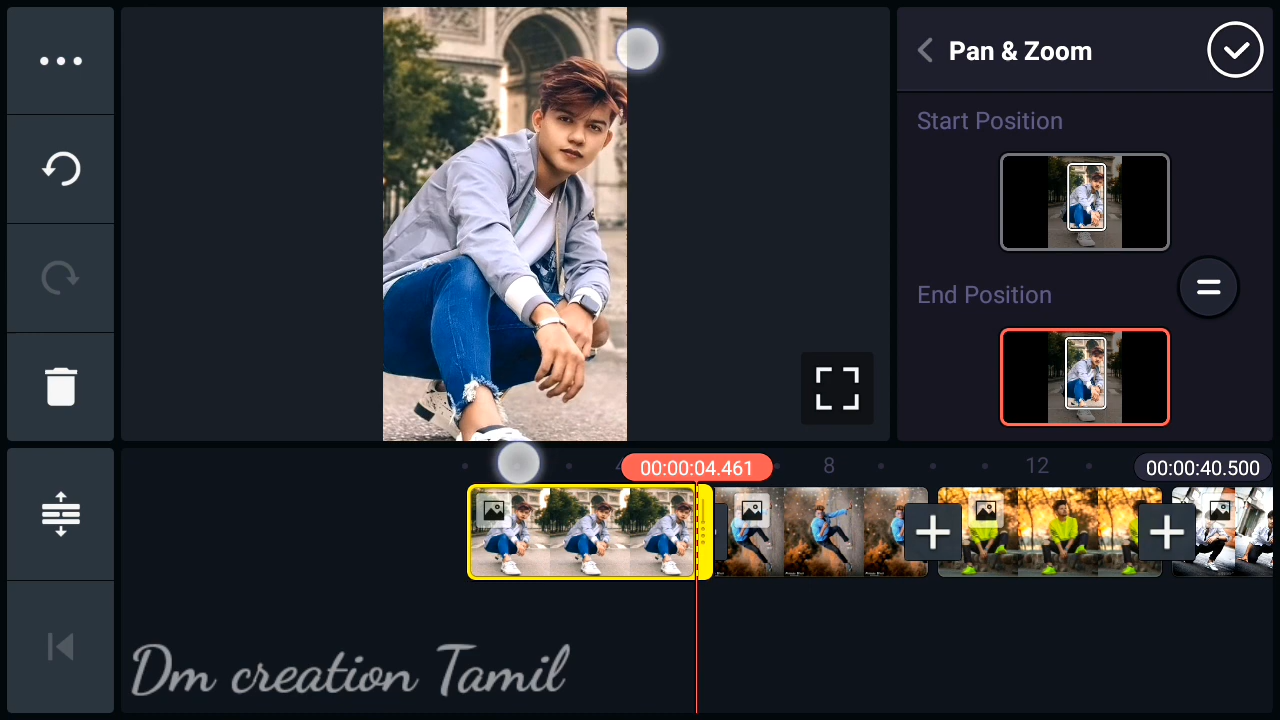 Pan & Zoom
Start Position
End Position
00:00:04.461
8
12
00:00:40.500
Dm creation Tamil